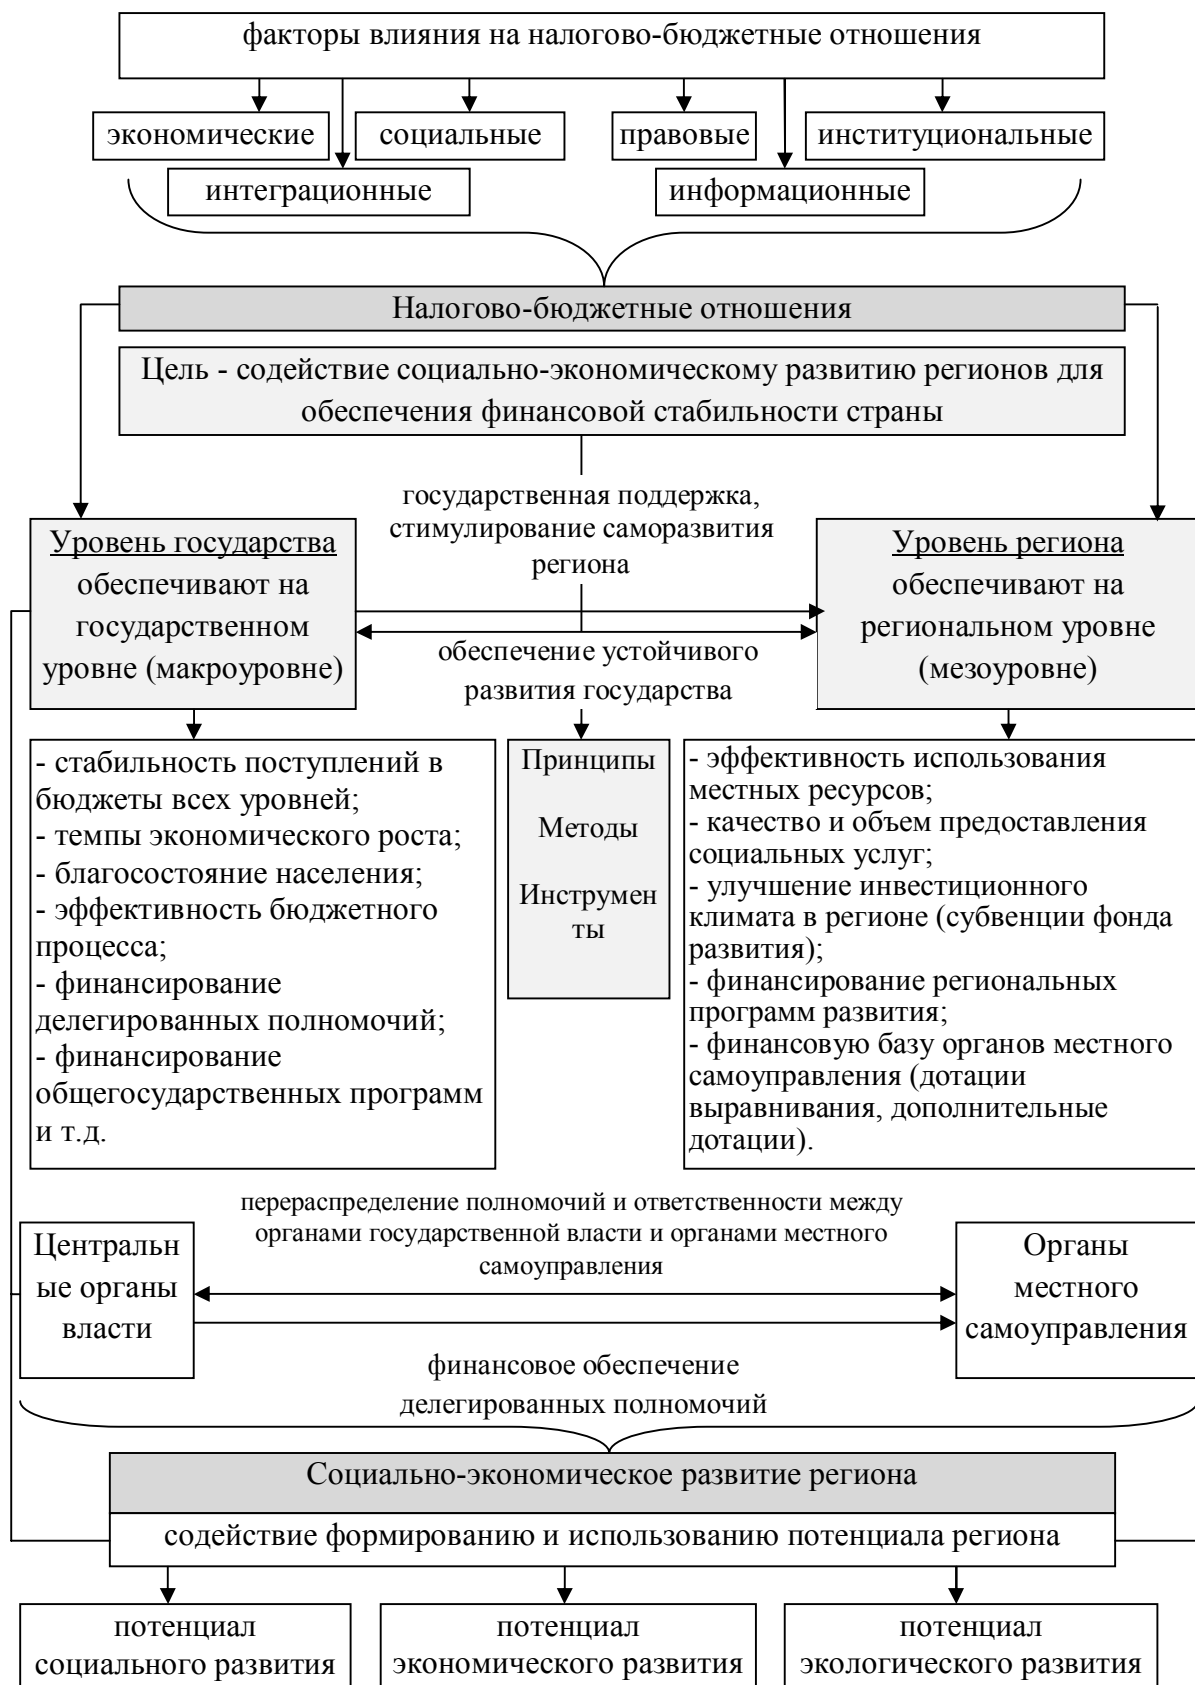 факторы влияния на налогово-бюджетные отношения
экономические
социальные
правовые
институциональные
интеграционные
информационные
Налогово-бюджетные отношения
Цель - содействие социально-экономическому развитию регионов для
обеспечения финансовой стабильности страны
государственная поддержка,
стимулирование саморазвития
региона
Уровень государства
обеспечивают на
государственном
уровне (макроуровне)
Уровень региона
обеспечивают на
региональном уровне
(мезоуровне)
обеспечение устойчивого
развития государства
- стабильность поступлений в
бюджеты всех уровней;
- темпы экономического роста;
- благосостояние населения;
- эффективность бюджетного
процесса;
- финансирование
делегированных полномочий;
- финансирование
общегосударственных программ
и т.д.
Принципы
Методы
Инструмен
ты
- эффективность использования
местных ресурсов;
- качество и объем предоставления
социальных услуг;
- улучшение инвестиционного
климата в регионе (субвенции фонда
развития);
- финансирование региональных
программ развития;
- финансовую базу органов местного
самоуправления (дотации
выравнивания, дополнительные
дотации).
перераспределение полномочий и ответственности между
органами государственной власти и органами местного
самоуправления
Центральн
ые органы
власти
Органы
местного
самоуправления
финансовое обеспечение
делегированных полномочий
Социально-экономическое развитие региона
содействие формированию и использованию потенциала региона
потенциал
социального развития
потенциал
экономического развития
потенциал
экологического развития